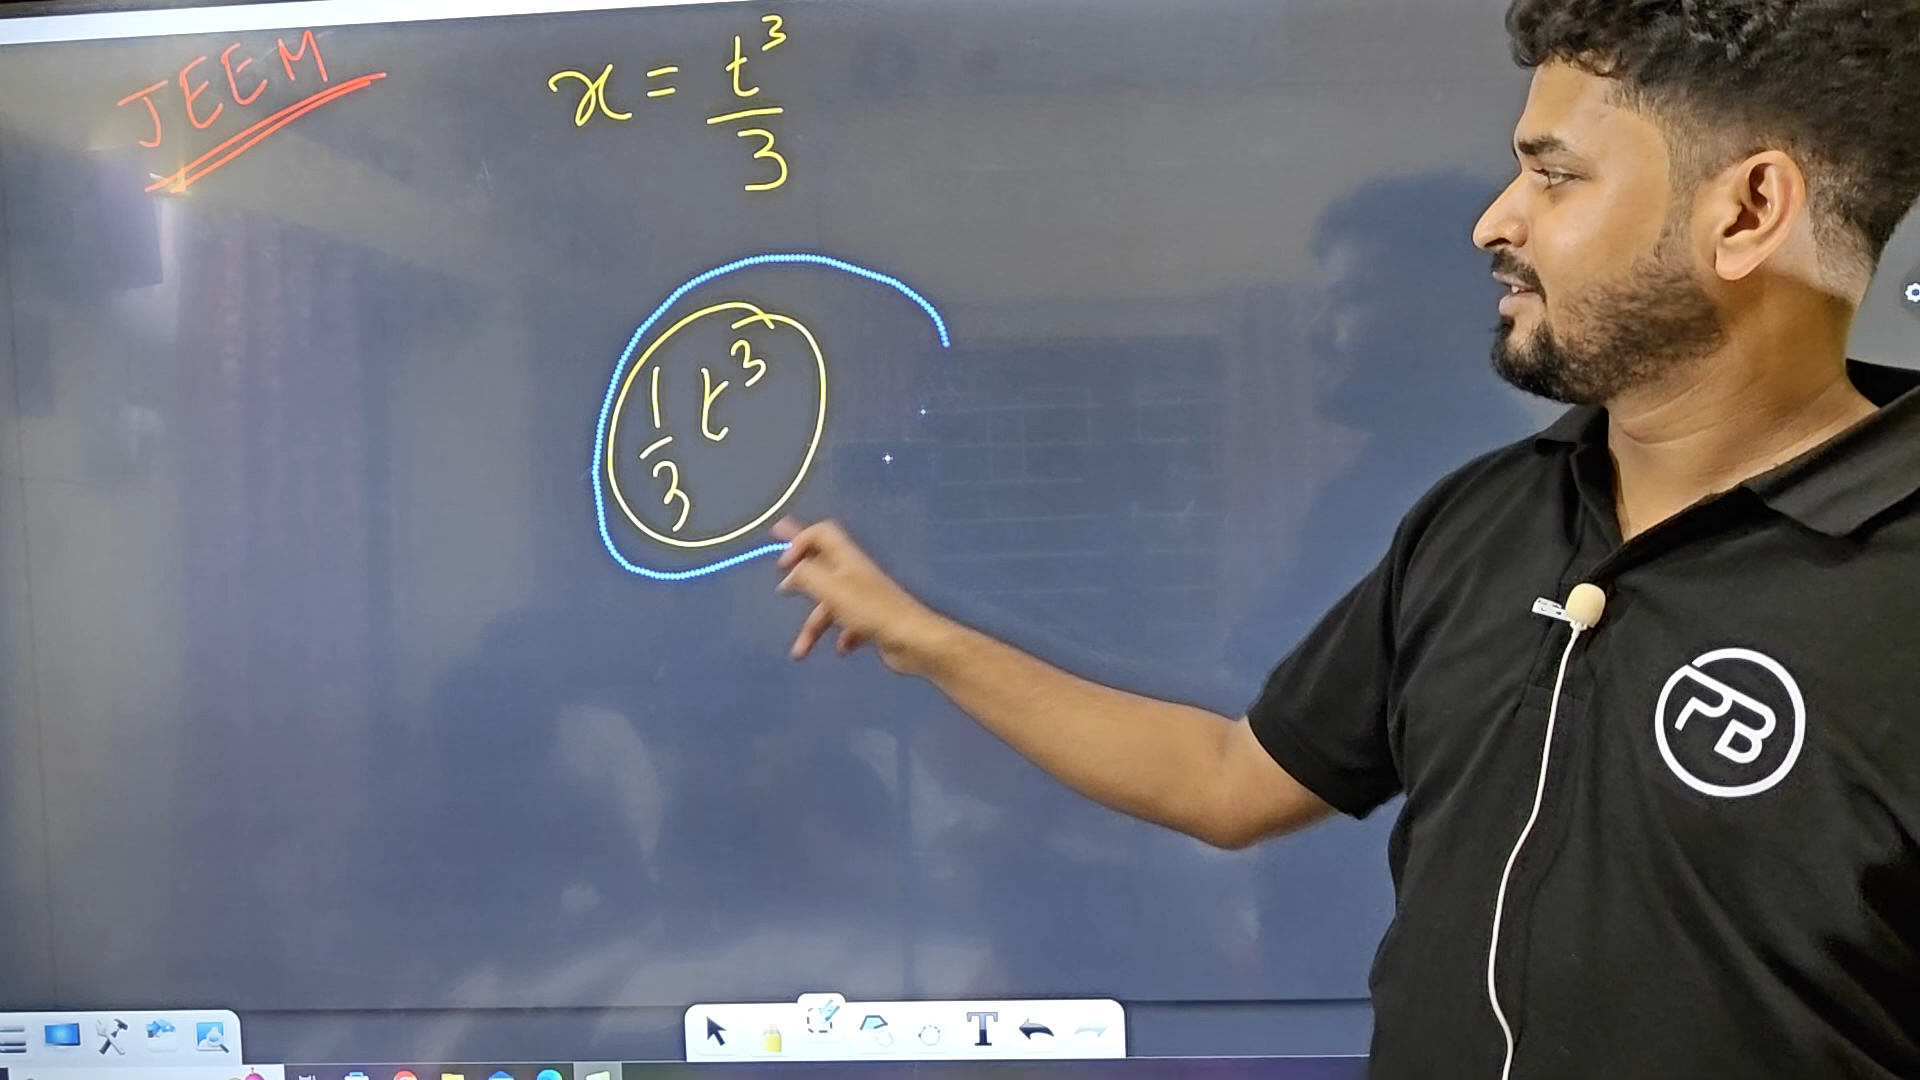 JEEM
x = t³/3
1/3 t³
PB
T